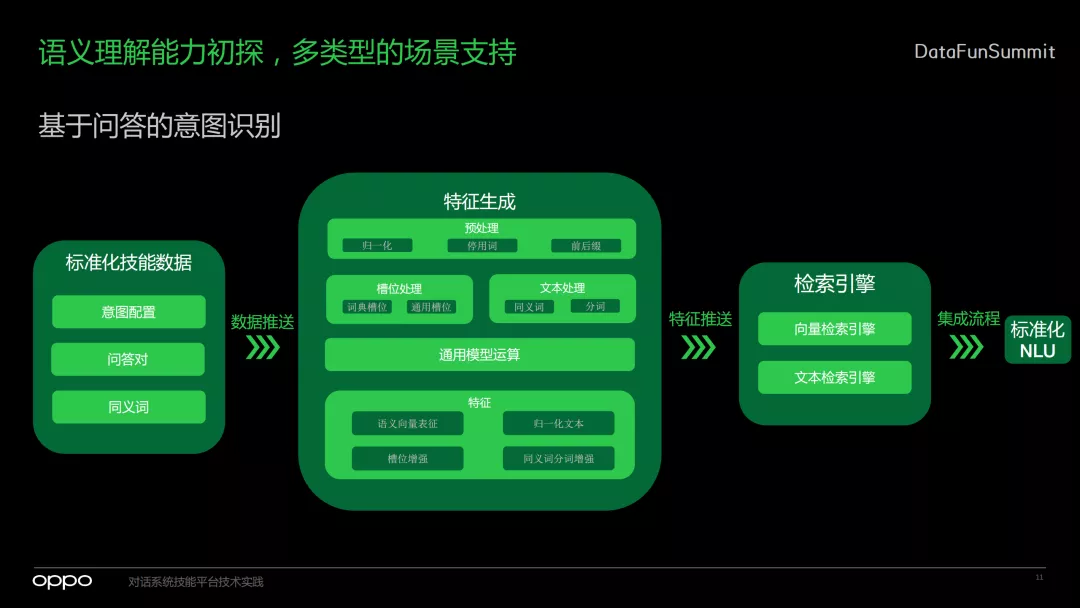 语义理解能力初探，多类型的场景支持
DataFunSummit
基于问答的意图识别
标准化技能数据
意图配置
问答对
同义词
数据推送
特征生成
预处理
归一化 停用词 前后缀
槽位处理
词典槽位 通用槽位
文本处理
同义词 分词
通用模型运算
特征
语义向量表征 归一化文本
槽位增强 同义词分词增强
特征推送
检索引擎
向量检索引擎
文本检索引擎
集成流程
标准化
NLU
oppo
对话系统技能平台技术实践
11